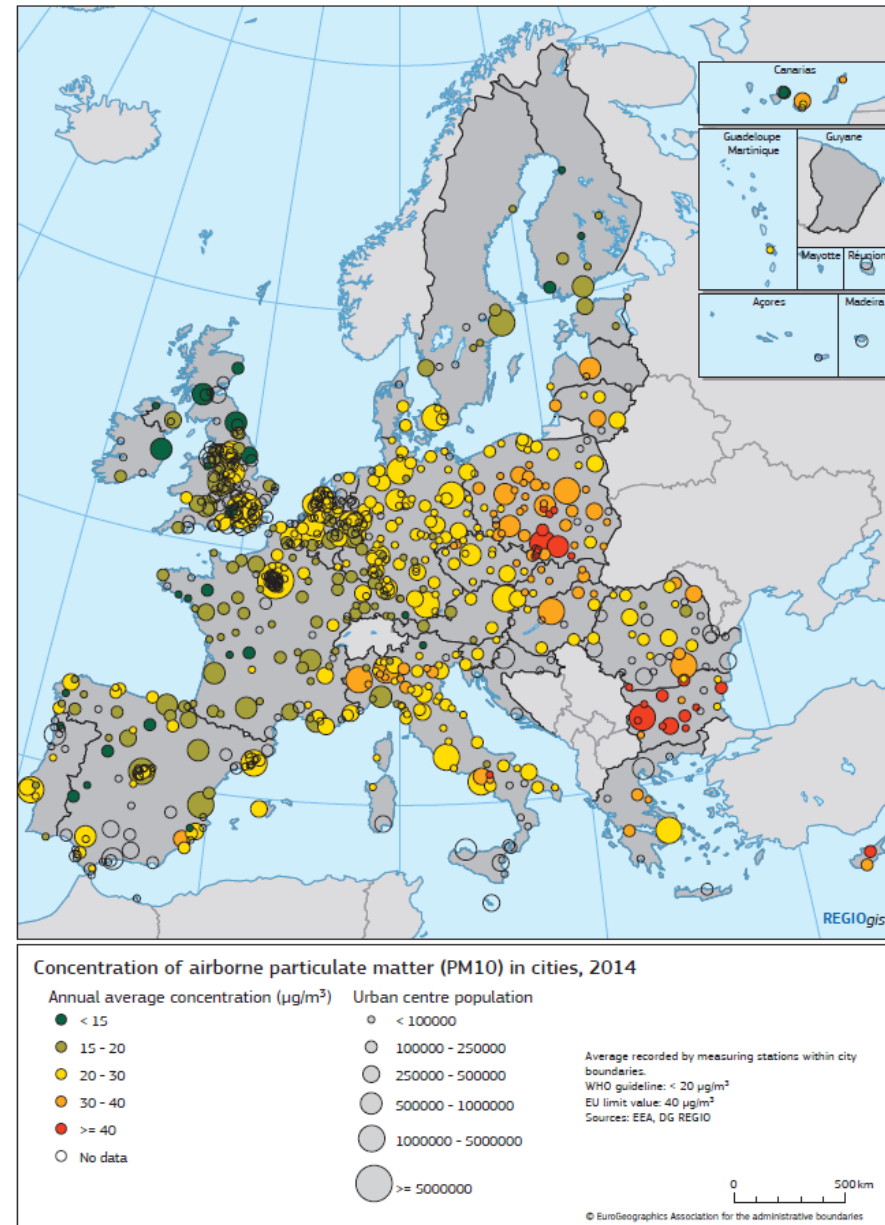 Canarias
Guadeloupe
Martinique
Guyane
Mayotte
Réunion
Açores
Madeira
REGIOgis
Concentration of airborne particulate matter (PM10) in cities, 2014
Annual average concentration (µg/m³)
< 15
15 - 20
20 - 30
30 - 40
>= 40
No data
Urban centre population
< 100000
100000 - 250000
250000 - 500000
500000 - 1000000
1000000 - 5000000
>= 5000000
Average recorded by measuring stations within city
boundaries.
WHO guideline: < 20 µg/m³
EU limit value: 40 µg/m³
Sources: EEA, DG REGIO
0 500 km
© EuroGeographics Association for the administrative boundaries